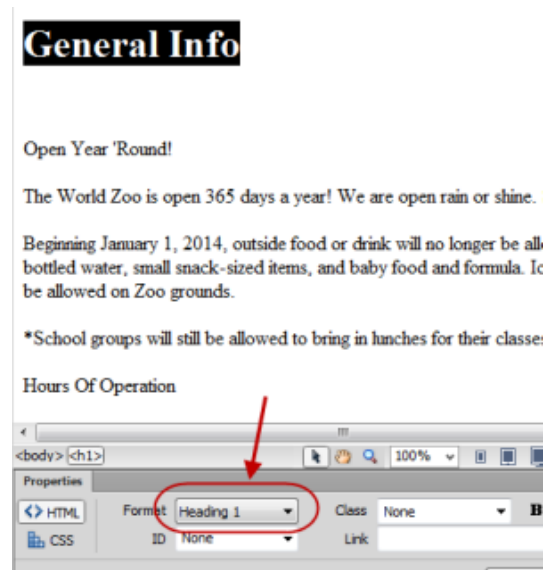 General Info
Open Year 'Round!
The World Zoo is open 365 days a year! We are open rain or shine.
Beginning January 1, 2014, outside food or drink will no longer be
bottled water, small snack-sized items, and baby food and formula.
be allowed on Zoo grounds.
*School groups will still be allowed to bring in lunches for their classes
Hours Of Operation
<body> <h1> 100%
Properties
<> HTML Format Heading 1 Class None B
CSS ID None Link